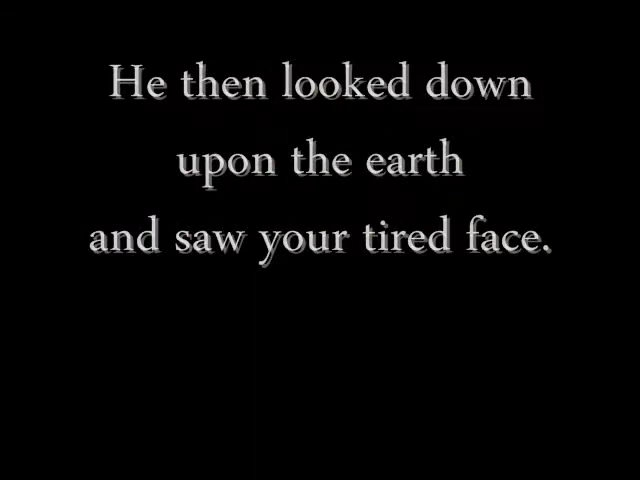 He then looked down
upon the earth
and saw your tired face.